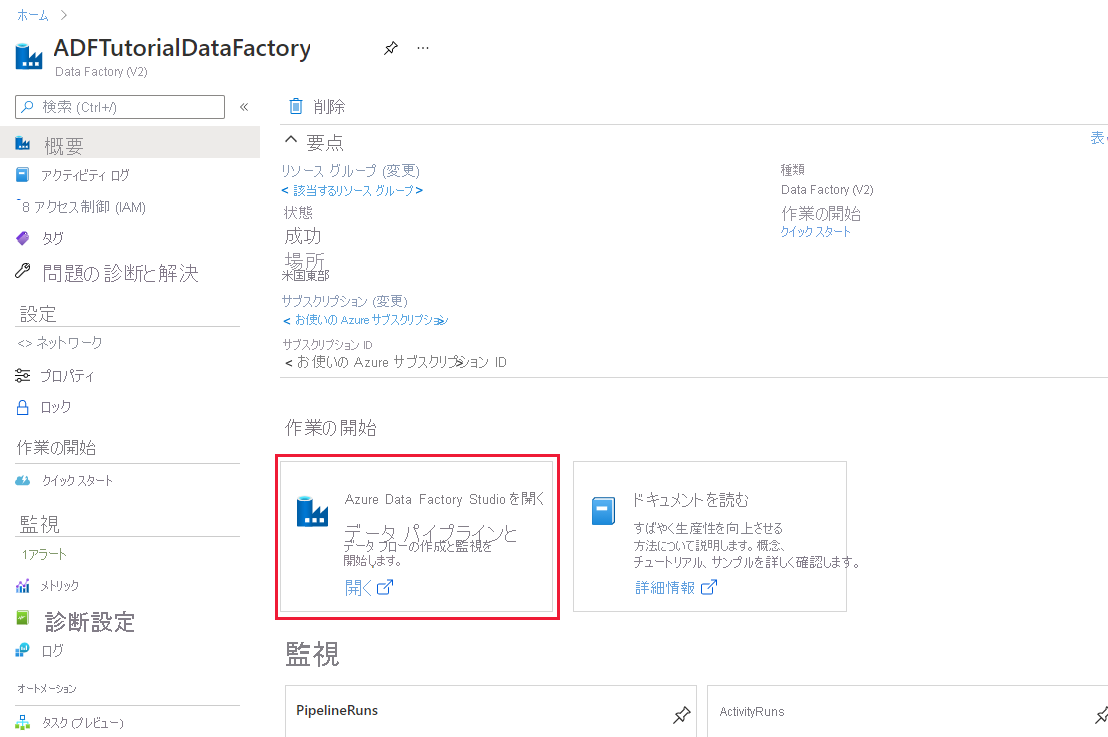 ホーム
ADFTutorialDataFactory
Data Factory (V2)
検索 (Ctrl+/)
概要
アクティビティ ログ
8 アクセス制御 (IAM)
タグ
問題の診断と解決
設定
<> ネットワーク
プロパティ
ロック
作業の開始
クイック スタート
監視
1アラート
メトリック
診断設定
ログ
オートメーション
タスク (プレビュー)
削除
要点
表
リソース グループ (変更)
< 該当するリソース グループ>
状態
成功
場所
米国東部
サブスクリプション (変更)
< お使いの Azure サブスクリプション>
サブスクリプション ID
< お使いの Azure サブスクリプション ID
種類
Data Factory (V2)
作業の開始
クイック スタート
作業の開始
Azure Data Factory Studio を開く
データ パイプラインと
データ フローの作成と監視を
開始します。
開く
ドキュメントを読む
すばやく生産性を向上させる
方法について説明します。概念、
チュートリアル、サンプルを詳しく確認します。
詳細情報
監視
PipelineRuns
ActivityRuns